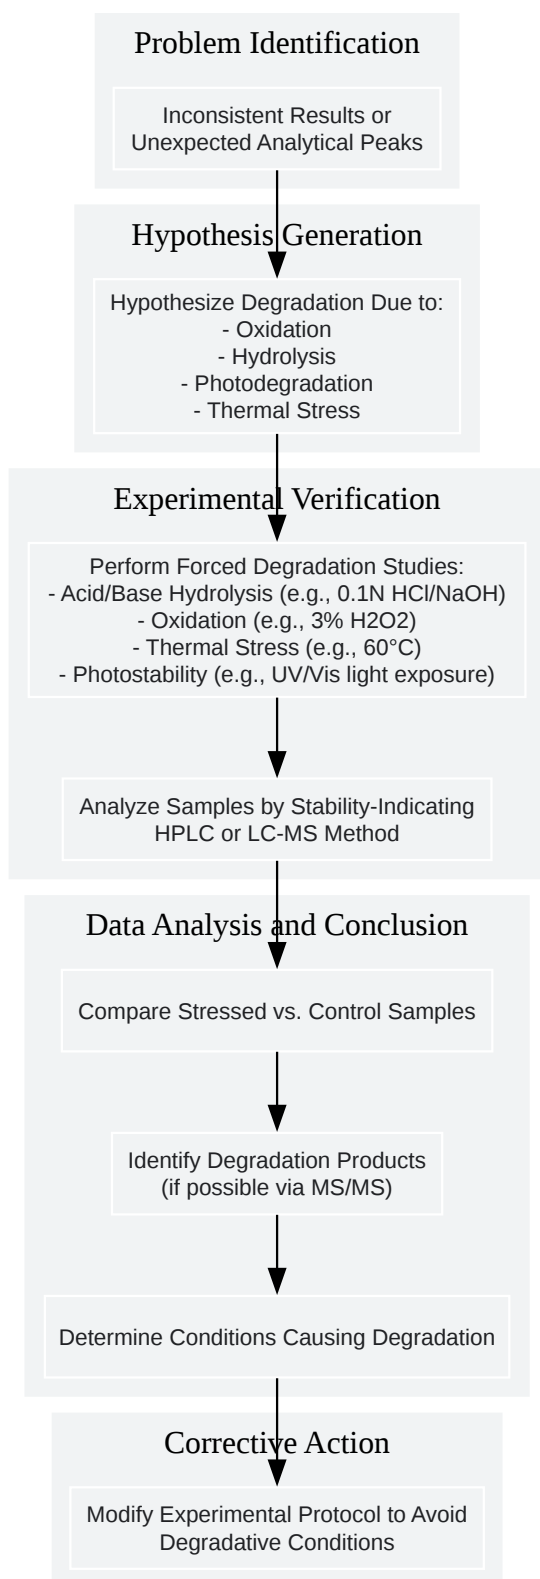 Problem Identification
Inconsistent Results or
Unexpected Analytical Peaks
Hypothesis Generation
Hypothesize Degradation Due to:
- Oxidation
- Hydrolysis
- Photodegradation
- Thermal Stress
Experimental Verification
Perform Forced Degradation Studies:
- Acid/Base Hydrolysis (e.g., 0.1N HCl/NaOH)
- Oxidation (e.g., 3% H2O2)
- Thermal Stress (e.g., 60°C)
- Photostability (e.g., UV/Vis light exposure)
Analyze Samples by Stability-Indicating
HPLC or LC-MS Method
Data Analysis and Conclusion
Compare Stressed vs. Control Samples
Identify Degradation Products
(if possible via MS/MS)
Determine Conditions Causing Degradation
Corrective Action
Modify Experimental Protocol to Avoid
Degradative Conditions